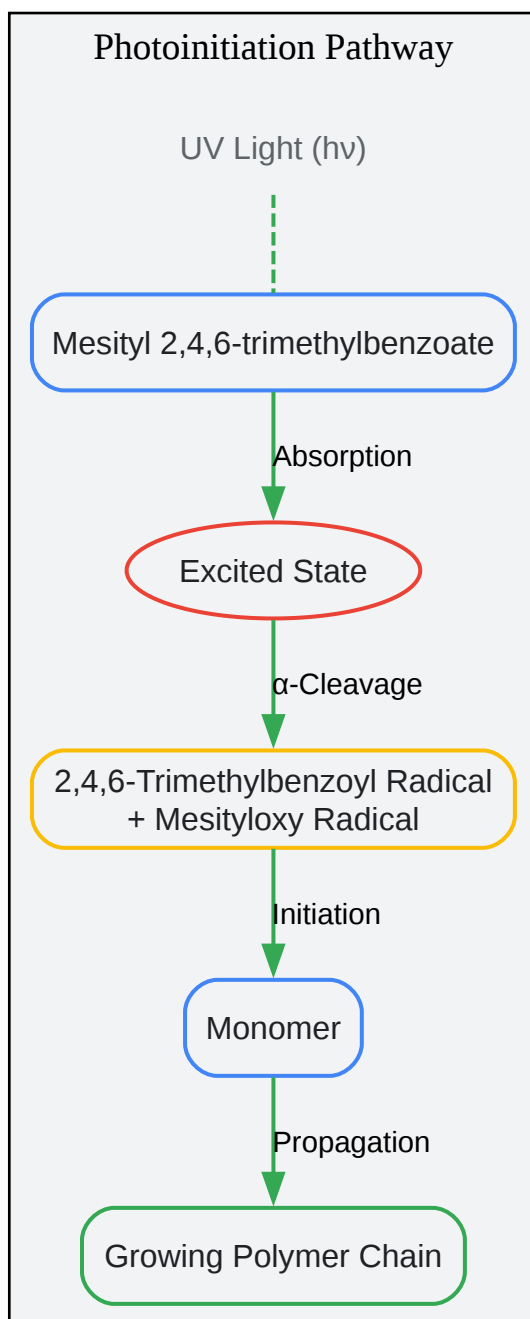 Photoinitiation Pathway
UV Light (hν)
Mesityl 2,4,6-trimethylbenzoate
Absorption
Excited State
α-Cleavage
2,4,6-Trimethylbenzoyl Radical
+ Mesityloxy Radical
Initiation
Monomer
Propagation
Growing Polymer Chain